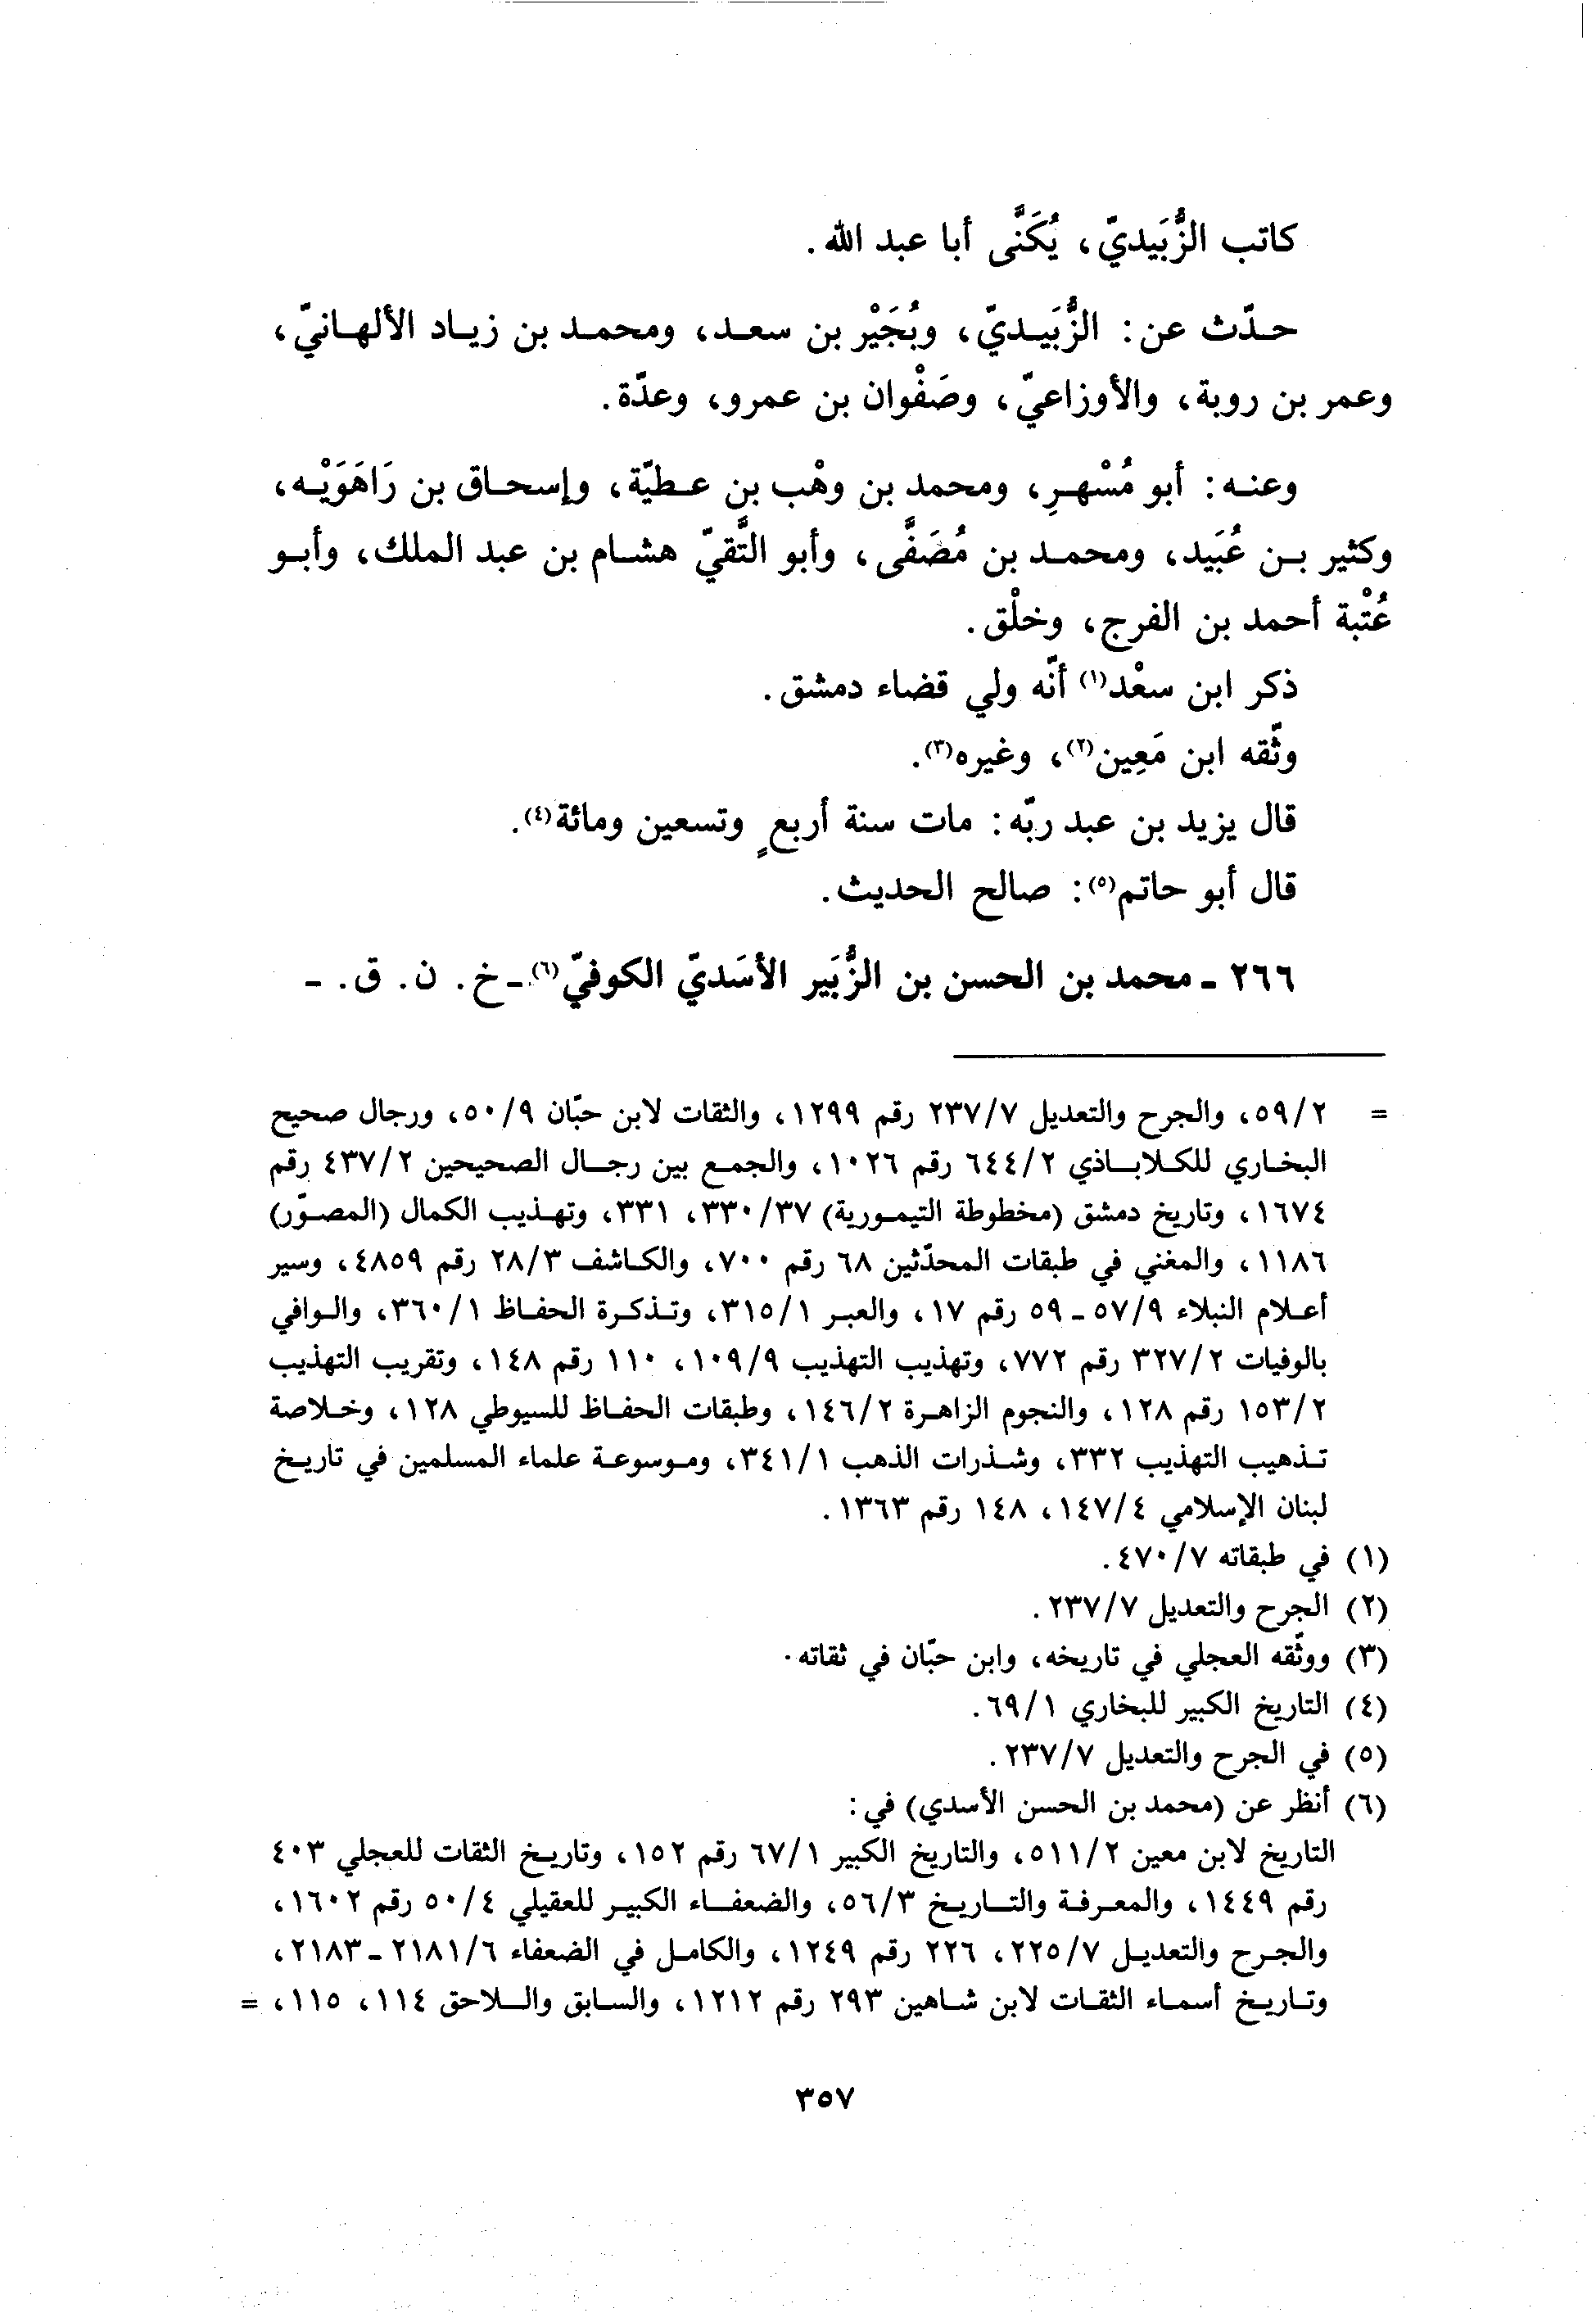 كاتب الزُّبَيديّ، يُكَنَّى أبا عبد الله.
حدّث عن: الزُّبَيديّ، وبُجَيْر بن سعد، ومحمد بن زياد الألهانيّ،
وعمر بن روبة، والأوزاعيّ، وصَفْوان بن عمرو، وعدّة.
وعنه: أبو مُسْهرِ، ومحمد بن وهْب بن عطيّة، وإسحاق بن رَاهَوَيْه،
وكثير بن عُبَيد، ومحمد بن مُصَفَّى، وأبو التَّقيّ هشام بن عبد الملك، وأبو
عُتْبة أحمد بن الفرج، وخلْق.
ذكر ابن سعْد(١) أنّه ولي قضاء دمشق.
وثّقه ابن مَعِين(٢)، وغيره(٣).
قال يزيد بن عبد ربّه: مات سنة أربعٍ وتسعين ومائة(٤).
قال أبو حاتم(٥): صالح الحديث.
٢٦٦ - محمد بن الحسن بن الزُّبَير الأسَديّ الكوفيّ(٦) - خ. ن. ق. -
= ٥٩/٢، والجرح والتعديل ٢٣٧/٧ رقم ١٢٩٩، والثقات لابن حبّان ٥٠/٩، ورجال صحيح
البخاري للكلاباذي ٦٤٤/٢ رقم ١٠٢٦، والجمع بين رجال الصحيحين ٤٣٧/٢ رقم
١٦٧٤، وتاريخ دمشق (مخطوطة التيمورية) ٣٣٠/٣٧، ٣٣١، وتهذيب الكمال (المصوّر)
١١٨٦، والمغني في طبقات المحدّثين ٦٨ رقم ٧٠٠، والكاشف ٢٨/٣ رقم ٤٨٥٩، وسير
أعلام النبلاء ٥٧/٩ - ٥٩ رقم ١٧، والعبر ٣١٥/١، وتذكرة الحفاظ ٣٦٠/١، والوافي
بالوفيات ٣٢٧/٢ رقم ٧٧٢، وتهذيب التهذيب ١٠٩/٩، ١١٠ رقم ١٤٨، وتقريب التهذيب
١٥٣/٢ رقم ١٢٨، والنجوم الزاهرة ١٤٦/٢، وطبقات الحفاظ للسيوطي ١٢٨، وخلاصة
تذهيب التهذيب ٣٣٢، وشذرات الذهب ٣٤١/١، وموسوعة علماء المسلمين في تاريخ
لبنان الإسلامي ١٤٧/٤، ١٤٨ رقم ١٣٦٣.
(١) في طبقاته ٤٧٠/٧.
(٢) الجرح والتعديل ٢٣٧/٧.
(٣) ووثّقه العجلي في تاريخه، وابن حبّان في ثقاته.
(٤) التاريخ الكبير للبخاري ٦٩/١.
(٥) في الجرح والتعديل ٢٣٧/٧.
(٦) أنظر عن (محمد بن الحسن الأسدي) في:
التاريخ لابن معين ٥١١/٢، والتاريخ الكبير ٦٧/١ رقم ١٥٢، وتاريخ الثقات للعجلي ٤٠٣
رقم ١٤٤٩، والمعرفة والتاريخ ٥٦/٣، والضعفاء الكبير للعقيلي ٥٠/٤ رقم ١٦٠٢،
والجرح والتعديل ٢٢٥/٧، ٢٢٦ رقم ١٢٤٩، والكامل في الضعفاء ٢١٨١/٦ - ٢١٨٣،
وتاريخ أسماء الثقات لابن شاهين ٢٩٣ رقم ١٢١٢، والسابق واللاحق ١١٤، ١١٥، =
٣٥٧